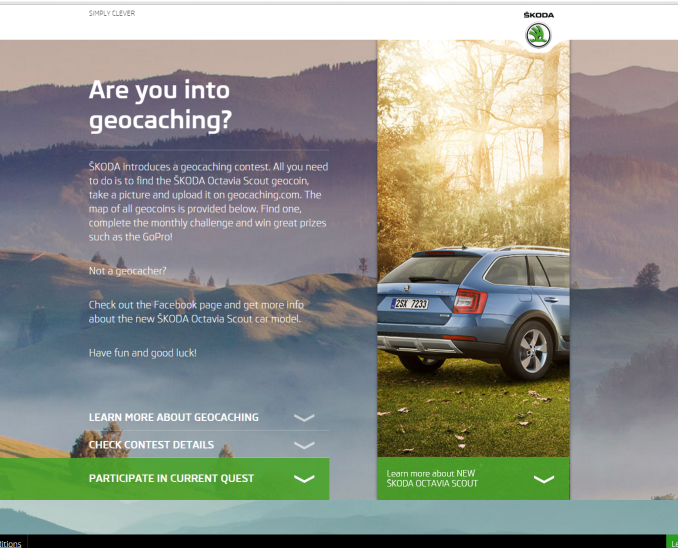 SIMPLY CLEVER
ŠKODA
Are you into
geocaching?
ŠKODA introduces a geocaching contest. All you need
to do is to find the ŠKODA Octavia Scout geocoin,
take a picture and upload it on geocaching.com. The
map of all geocoins is provided below. Find one,
complete the monthly challenge and win great prizes
such as the GoPro!
Not a geocacher?
Check out the Facebook page and get more info
about the new ŠKODA Octavia Scout car model.
Have fun and good luck!
LEARN MORE ABOUT GEOCACHING
CHECK CONTEST DETAILS
PARTICIPATE IN CURRENT QUEST
2SK 7233
Learn more about NEW
ŠKODA OCTAVIA SCOUT
ditions
Le